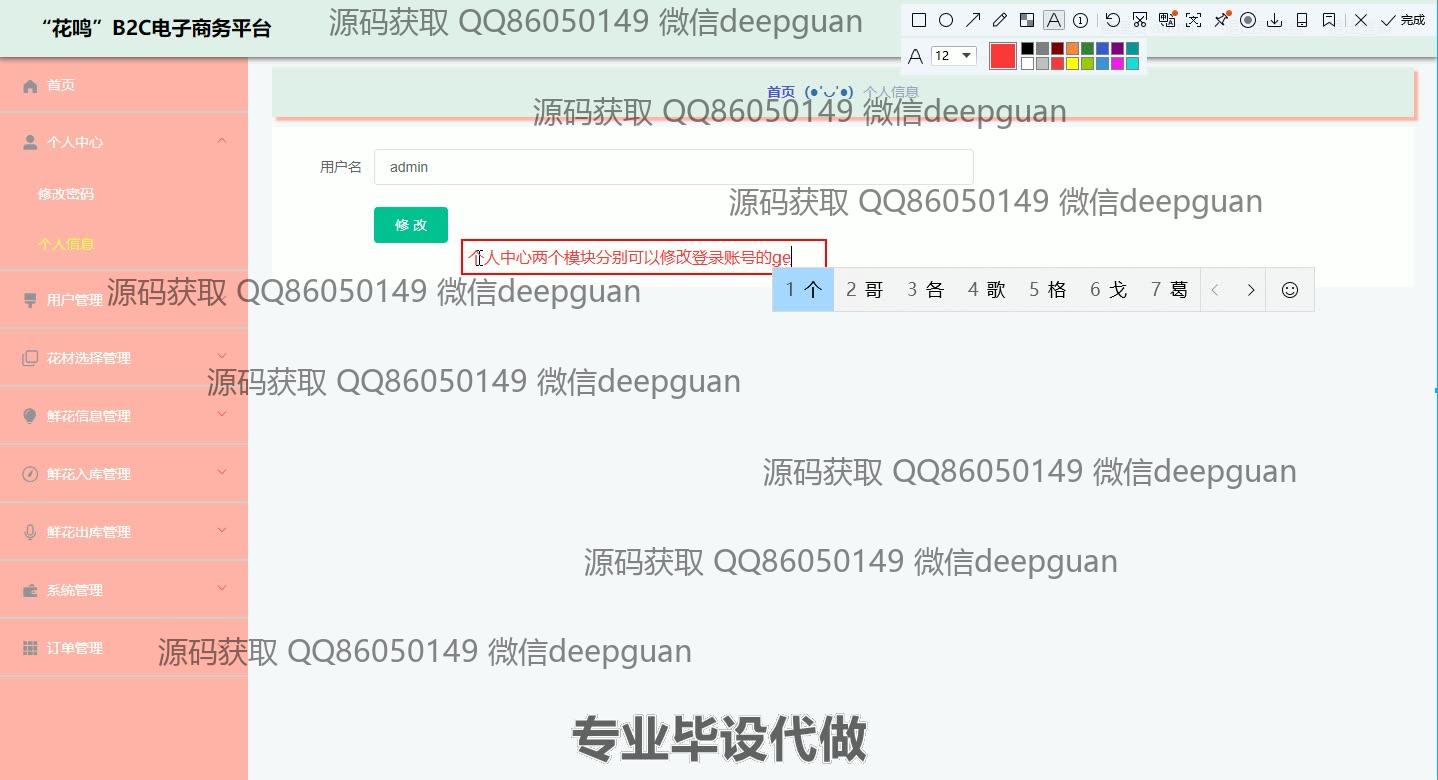 “花鸣”B2C电子商务平台
源码获取 QQ86050149 微信deepguan
完成
A 12
首页
首页 (●'◡'●) 个人信息
源码获取 QQ86050149 微信deepguan
个人中心
用户名 admin
修改密码
源码获取 QQ86050149 微信deepguan
修 改
个人信息
个人中心两个模块分别可以修改登录账号的ge
1 个 2 哥 3 各 4 歌 5 格 6 戈 7 葛
用户管理
源码获取 QQ86050149 微信deepguan
花材选择管理
源码获取 QQ86050149 微信deepguan
鲜花信息管理
鲜花入库管理
源码获取 QQ86050149 微信deepguan
鲜花出库管理
源码获取 QQ86050149 微信deepguan
系统管理
订单管理
源码获取 QQ86050149 微信deepguan
专业毕设代做